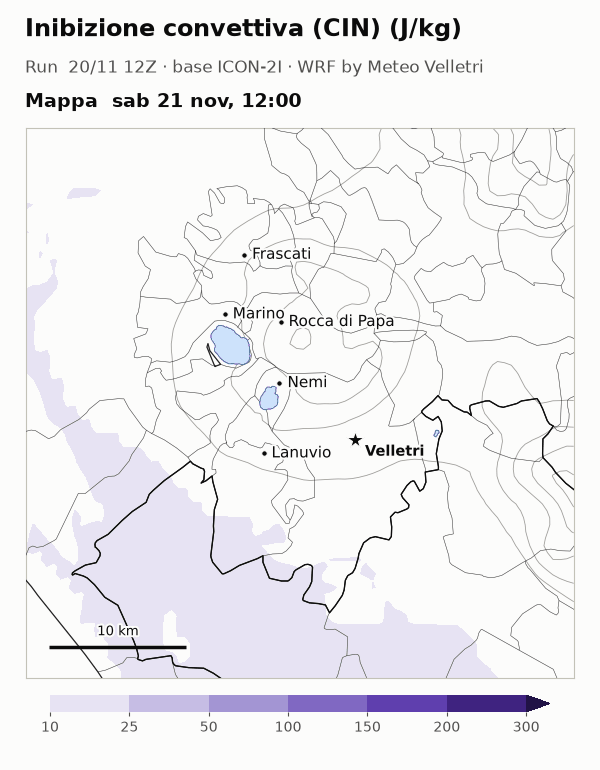 Inibizione convettiva (CIN) (J/kg)
Run  20/11 12Z · base ICON-2I · WRF by Meteo Velletri
Mappa  sab 21 nov, 12:00
Frascati
Marino
Rocca di Papa
Nemi
Velletri
Lanuvio
10 km
10 25 50 100 150 200 300